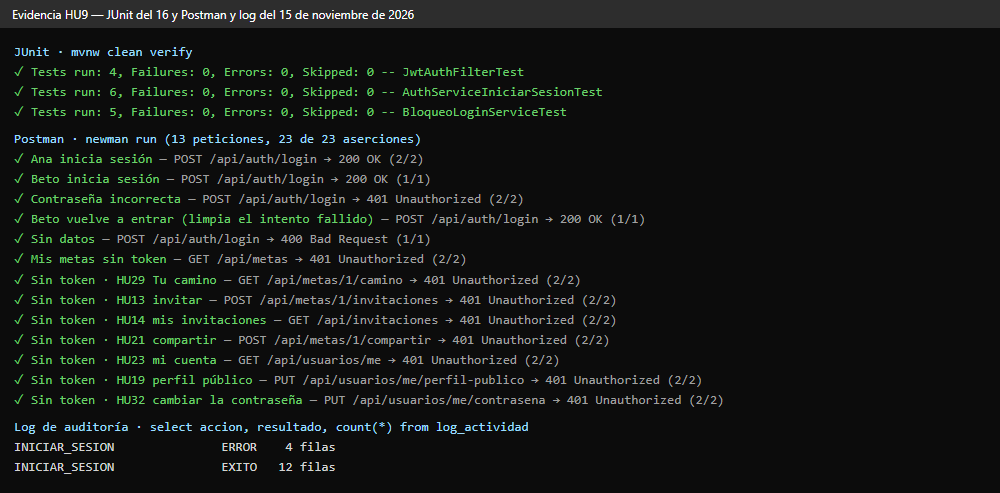 Evidencia HU9 — JUnit del 16 y Postman y log del 15 de noviembre de 2026
JUnit · mvnw clean verify
✓ Tests run: 4, Failures: 0, Errors: 0, Skipped: 0 -- JwtAuthFilterTest
✓ Tests run: 6, Failures: 0, Errors: 0, Skipped: 0 -- AuthServiceIniciarSesionTest
✓ Tests run: 5, Failures: 0, Errors: 0, Skipped: 0 -- BloqueoLoginServiceTest
Postman · newman run (13 peticiones, 23 de 23 aserciones)
✓ Ana inicia sesión — POST /api/auth/login → 200 OK (2/2)
✓ Beto inicia sesión — POST /api/auth/login → 200 OK (1/1)
✓ Contraseña incorrecta — POST /api/auth/login → 401 Unauthorized (2/2)
✓ Beto vuelve a entrar (limpia el intento fallido) — POST /api/auth/login → 200 OK (1/1)
✓ Sin datos — POST /api/auth/login → 400 Bad Request (1/1)
✓ Mis metas sin token — GET /api/metas → 401 Unauthorized (2/2)
✓ Sin token · HU29 Tu camino — GET /api/metas/1/camino → 401 Unauthorized (2/2)
✓ Sin token · HU13 invitar — POST /api/metas/1/invitaciones → 401 Unauthorized (2/2)
✓ Sin token · HU14 mis invitaciones — GET /api/invitaciones → 401 Unauthorized (2/2)
✓ Sin token · HU21 compartir — POST /api/metas/1/compartir → 401 Unauthorized (2/2)
✓ Sin token · HU23 mi cuenta — GET /api/usuarios/me → 401 Unauthorized (2/2)
✓ Sin token · HU19 perfil público — PUT /api/usuarios/me/perfil-publico → 401 Unauthorized (2/2)
✓ Sin token · HU32 cambiar la contraseña — PUT /api/usuarios/me/contrasena → 401 Unauthorized (2/2)
Log de auditoría · select accion, resultado, count(*) from log_actividad
INICIAR_SESION ERROR 4 filas
INICIAR_SESION EXITO 12 filas